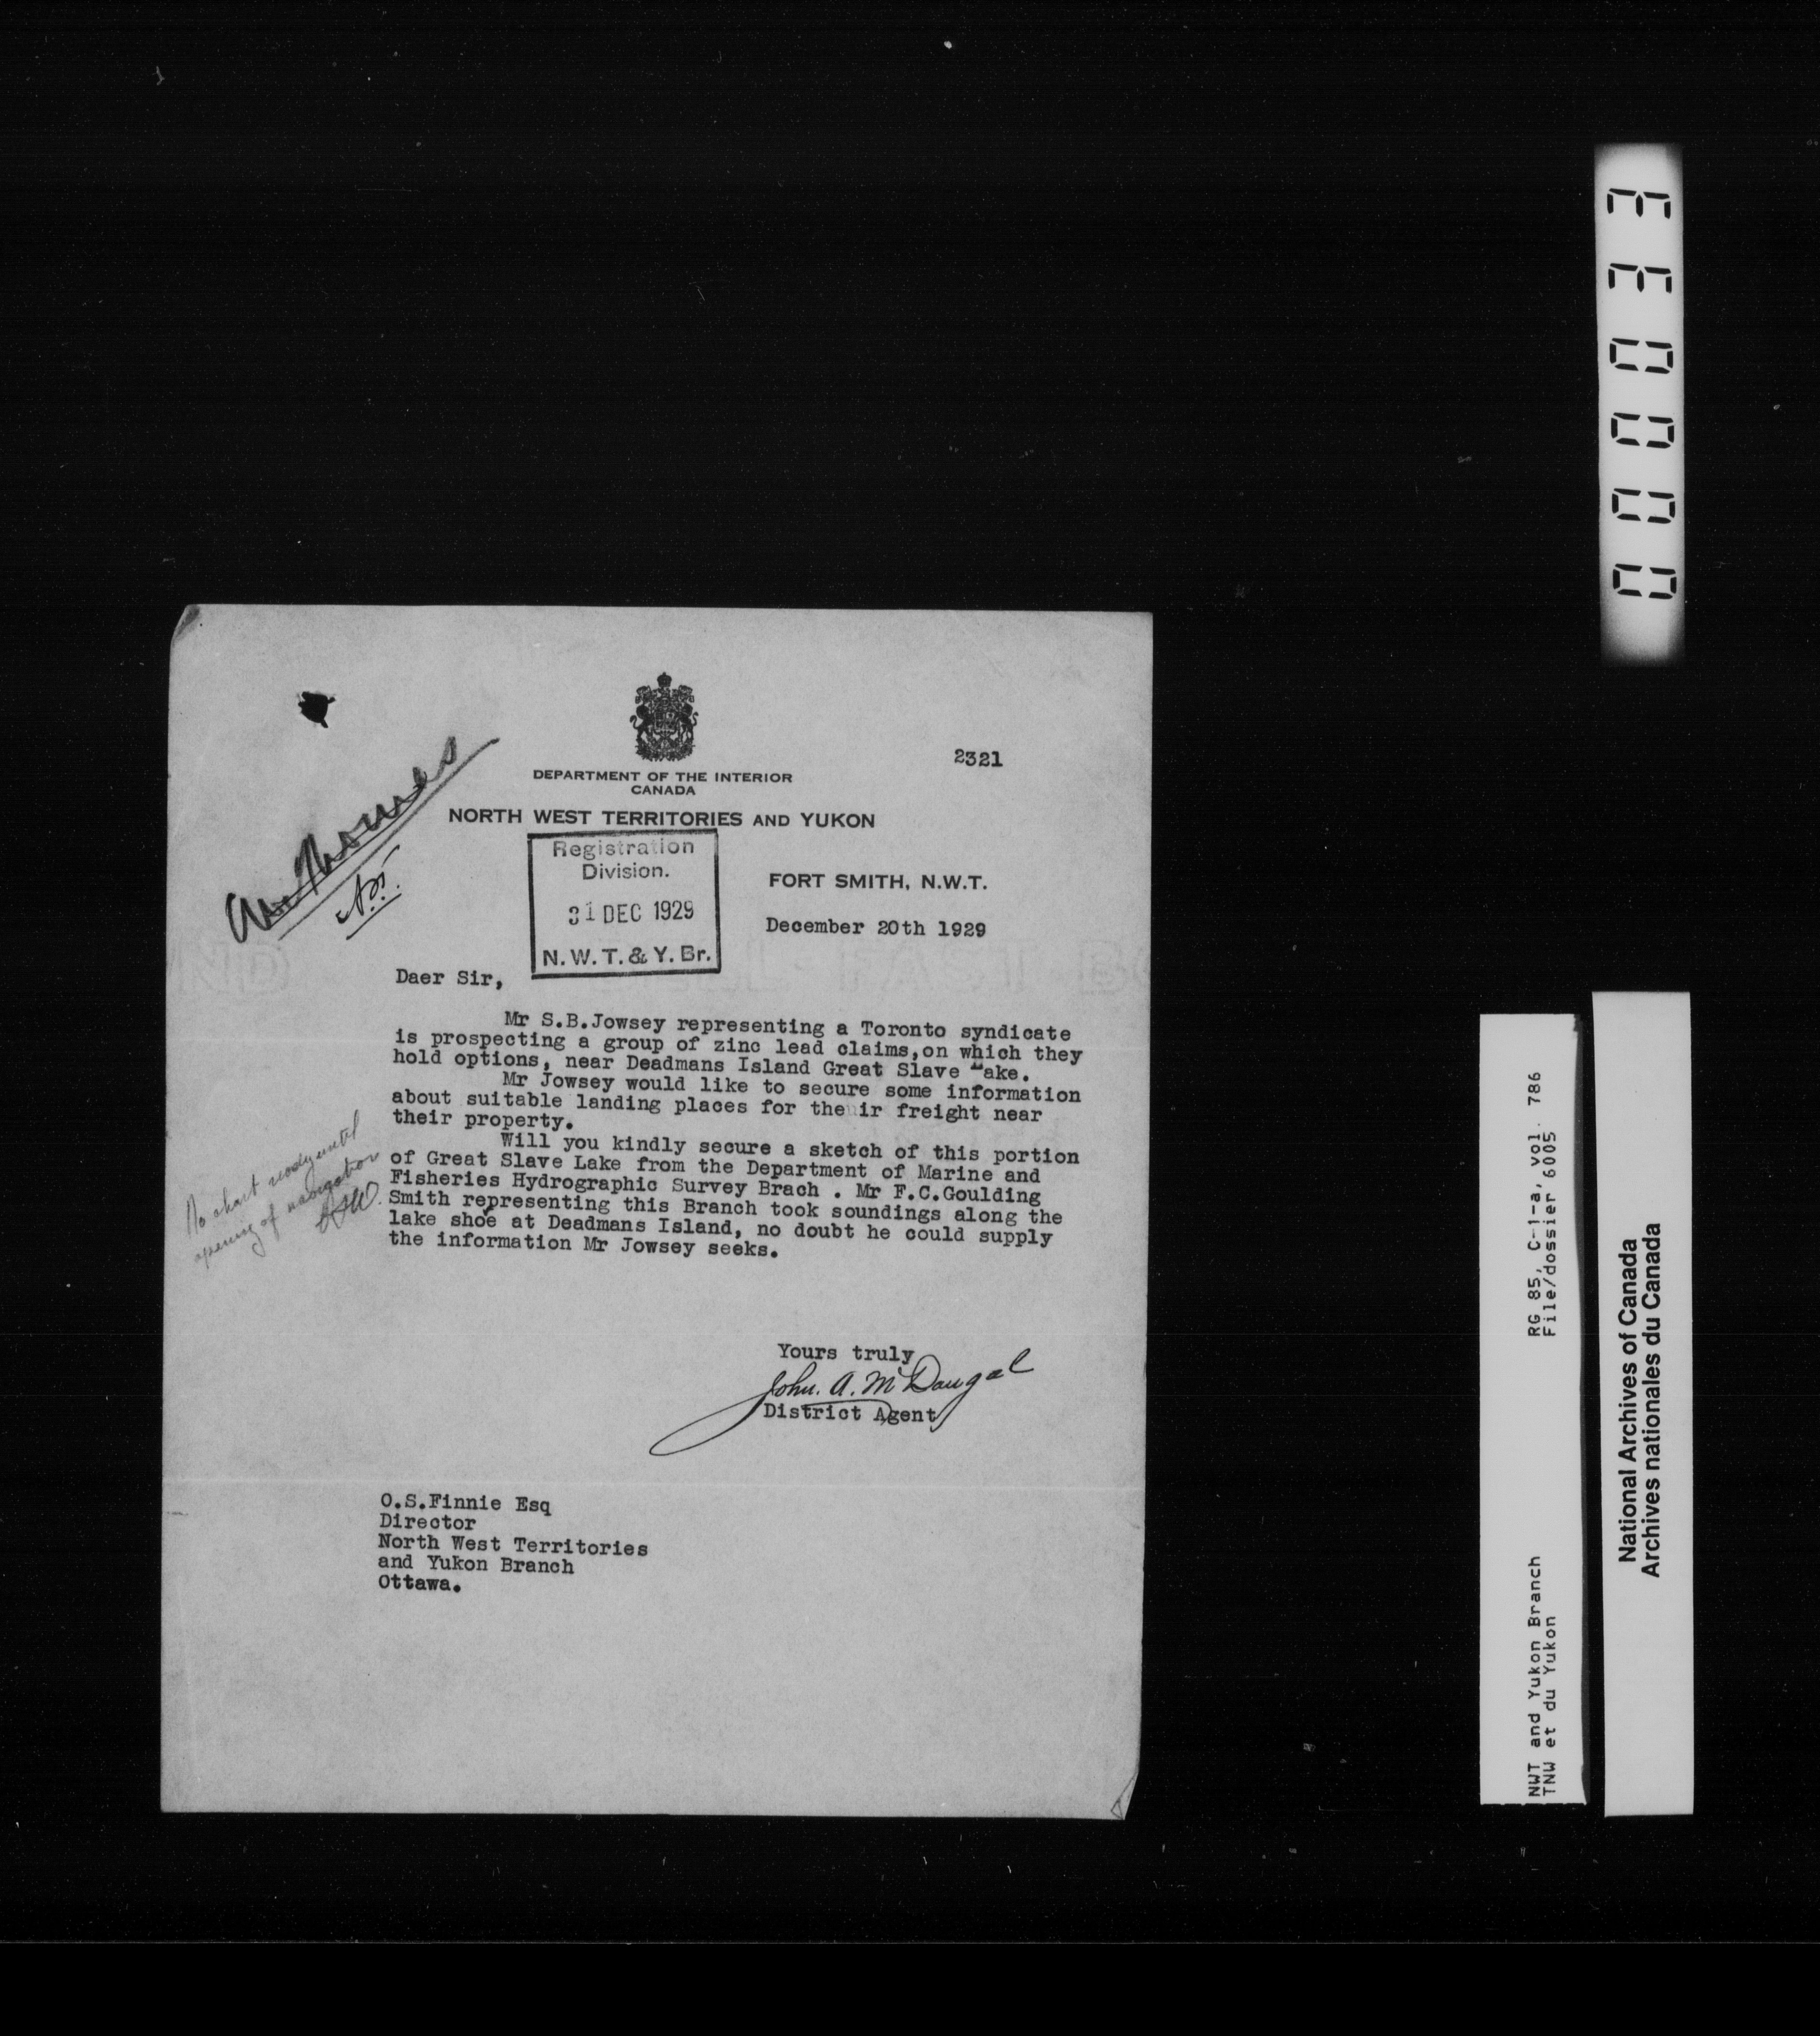 2321
DEPARTMENT OF THE INTERIOR
CANADA
NORTH WEST TERRITORIES AND YUKON
Registration
Division.
31 DEC 1929
N. W. T. & Y. Br.
FORT SMITH, N.W.T.
December 20th 1929
Daer Sir,
Mr S.B.Jowsey representing a Toronto syndicate
is prospecting a group of zinc lead claims,on which they
hold options, near Deadmans Island Great Slave Lake.
Mr Jowsey would like to secure some information
about suitable landing places for the ir freight near
their property.
Will you kindly secure a sketch of this portion
of Great Slave Lake from the Department of Marine and
Fisheries Hydrographic Survey Brach . Mr F.C.Goulding
Smith representing this Branch took soundings along the
lake shoe at Deadmans Island, no doubt he could supply
the information Mr Jowsey seeks.
No chart ready until
opening of navigation
Yours truly
John. A. McDougal
District Agent
O.S.Finnie Esq
Director
North West Territories
and Yukon Branch
Ottawa.
NWT and Yukon Branch RG 85, C-1-a, vol. 786
TNW et du Yukon File/dossier 6005
National Archives of Canada
Archives nationales du Canada